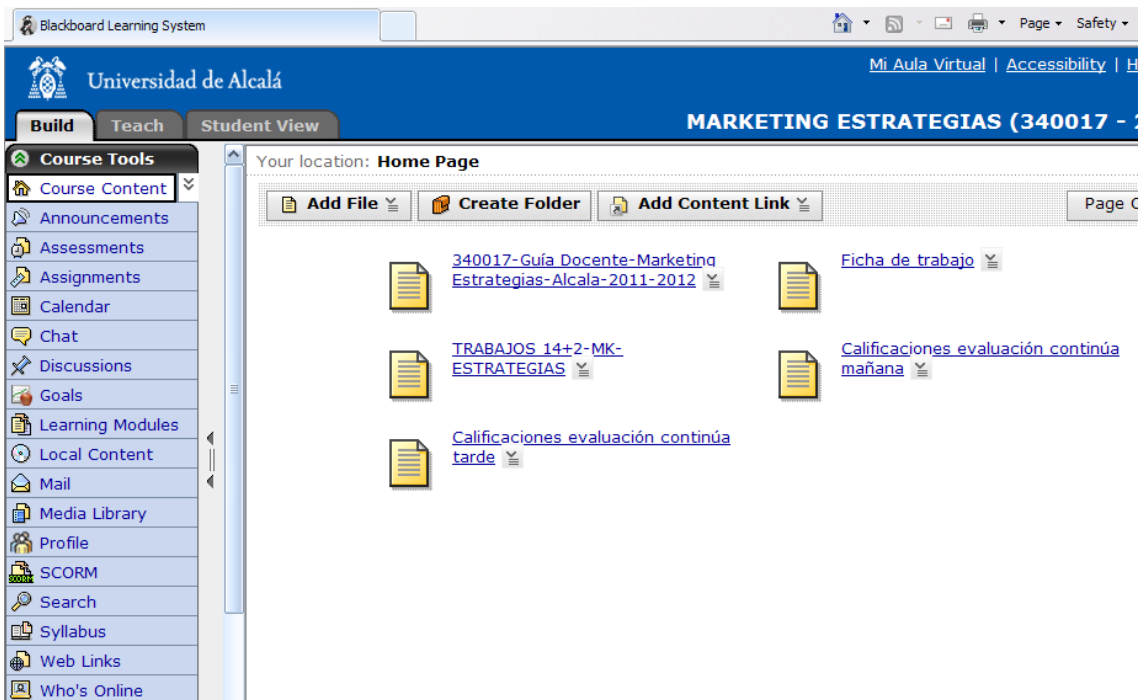 Blackboard Learning System
Page
Safety
Universidad de Alcalá
Mi Aula Virtual | Accessibility | H
Build
Teach
Student View
MARKETING ESTRATEGIAS (340017 -
Course Tools
Course Content
Announcements
Assessments
Assignments
Calendar
Chat
Discussions
Goals
Learning Modules
Local Content
Mail
Media Library
Profile
SCORM
Search
Syllabus
Web Links
Who's Online
Your location: Home Page
Add File
Create Folder
Add Content Link
Page
340017-Guía Docente-Marketing
Estrategias-Alcala-2011-2012
Ficha de trabajo
TRABAJOS 14+2-MK-
ESTRATEGIAS
Calificaciones evaluación continúa
mañana
Calificaciones evaluación continúa
tarde